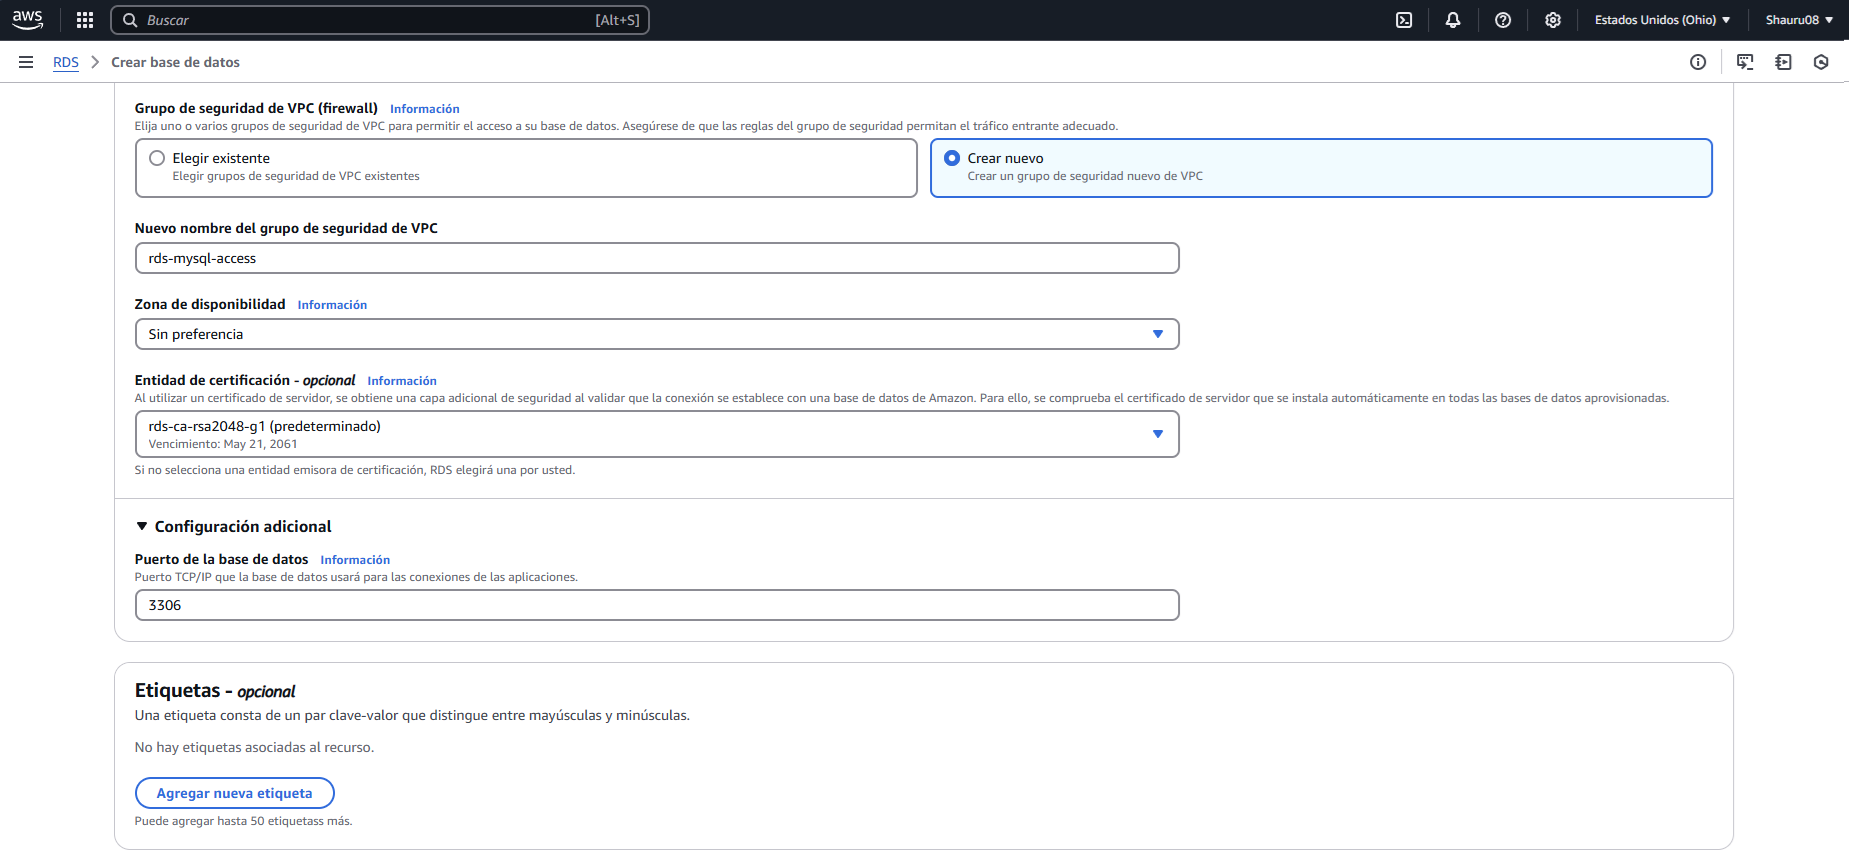 aws
Buscar
[Alt+S]
Estados Unidos (Ohio)
Shauru08
RDS
Crear base de datos
Grupo de seguridad de VPC (firewall) Información
Elija uno o varios grupos de seguridad de VPC para permitir el acceso a su base de datos. Asegúrese de que las reglas del grupo de seguridad permitan el tráfico entrante adecuado.
Elegir existente
Elegir grupos de seguridad de VPC existentes
Crear nuevo
Crear un grupo de seguridad nuevo de VPC
Nuevo nombre del grupo de seguridad de VPC
rds-mysql-access
Zona de disponibilidad Información
Sin preferencia
Entidad de certificación - opcional Información
Al utilizar un certificado de servidor, se obtiene una capa adicional de seguridad al validar que la conexión se establece con una base de datos de Amazon. Para ello, se comprueba el certificado de servidor que se instala automáticamente en todas las bases de datos aprovisionadas.
rds-ca-rsa2048-g1 (predeterminado)
Vencimiento: May 21, 2061
Si no selecciona una entidad emisora de certificación, RDS elegirá una por usted.
Configuración adicional
Puerto de la base de datos Información
Puerto TCP/IP que la base de datos usará para las conexiones de las aplicaciones.
3306
Etiquetas - opcional
Una etiqueta consta de un par clave-valor que distingue entre mayúsculas y minúsculas.
No hay etiquetas asociadas al recurso.
Agregar nueva etiqueta
Puede agregar hasta 50 etiquetass más.